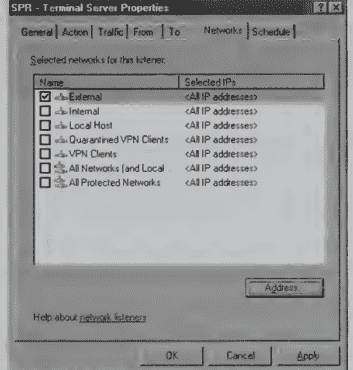 SPR - Terminal Server Properties
General Action Traffic From To Networks Schedule
Selected networks for this listener:
Name Selected IPs
External <All IP addresses>
Internal <All IP addresses>
Local Host <All IP addresses>
Quarantined VPN Clients <All IP addresses>
VPN Clients <All IP addresses>
All Networks (and Local <All IP addresses>
All Protected Networks <All IP addresses>
Address
Help about network listeners
OK Cancel Apply